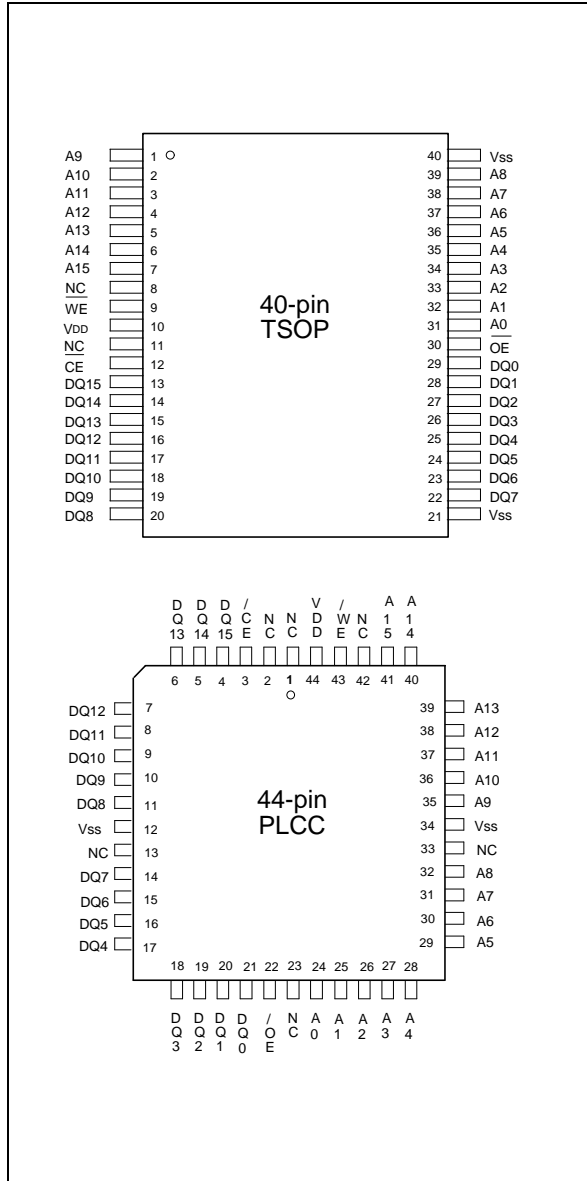 A9 1 40 Vss
A10 2 39 A8
A11 3 38 A7
A12 4 37 A6
A13 5 36 A5
A14 6 35 A4
A15 7 34 A3
NC 8 33 A2
WE 9 32 A1
VDD 10 31 A0
NC 11 30 OE
CE 12 29 DQ0
DQ15 13 28 DQ1
DQ14 14 27 DQ2
DQ13 15 26 DQ3
DQ12 16 25 DQ4
DQ11 17 24 DQ5
DQ10 18 23 DQ6
DQ9 19 22 DQ7
DQ8 20 21 Vss
40-pin
TSOP
DQ13 DQ14 DQ15 /CE NC NC VDD /WE NC A15 A14
6 5 4 3 2 1 44 43 42 41 40
DQ12 7 39 A13
DQ11 8 38 A12
DQ10 9 37 A11
DQ9 10 36 A10
DQ8 11 35 A9
Vss 12 34 Vss
NC 13 33 NC
DQ7 14 32 A8
DQ6 15 31 A7
DQ5 16 30 A6
DQ4 17 29 A5
44-pin
PLCC
18 19 20 21 22 23 24 25 26 27 28
DQ3 DQ2 DQ1 DQ0 /OE NC A0 A1 A2 A3 A4